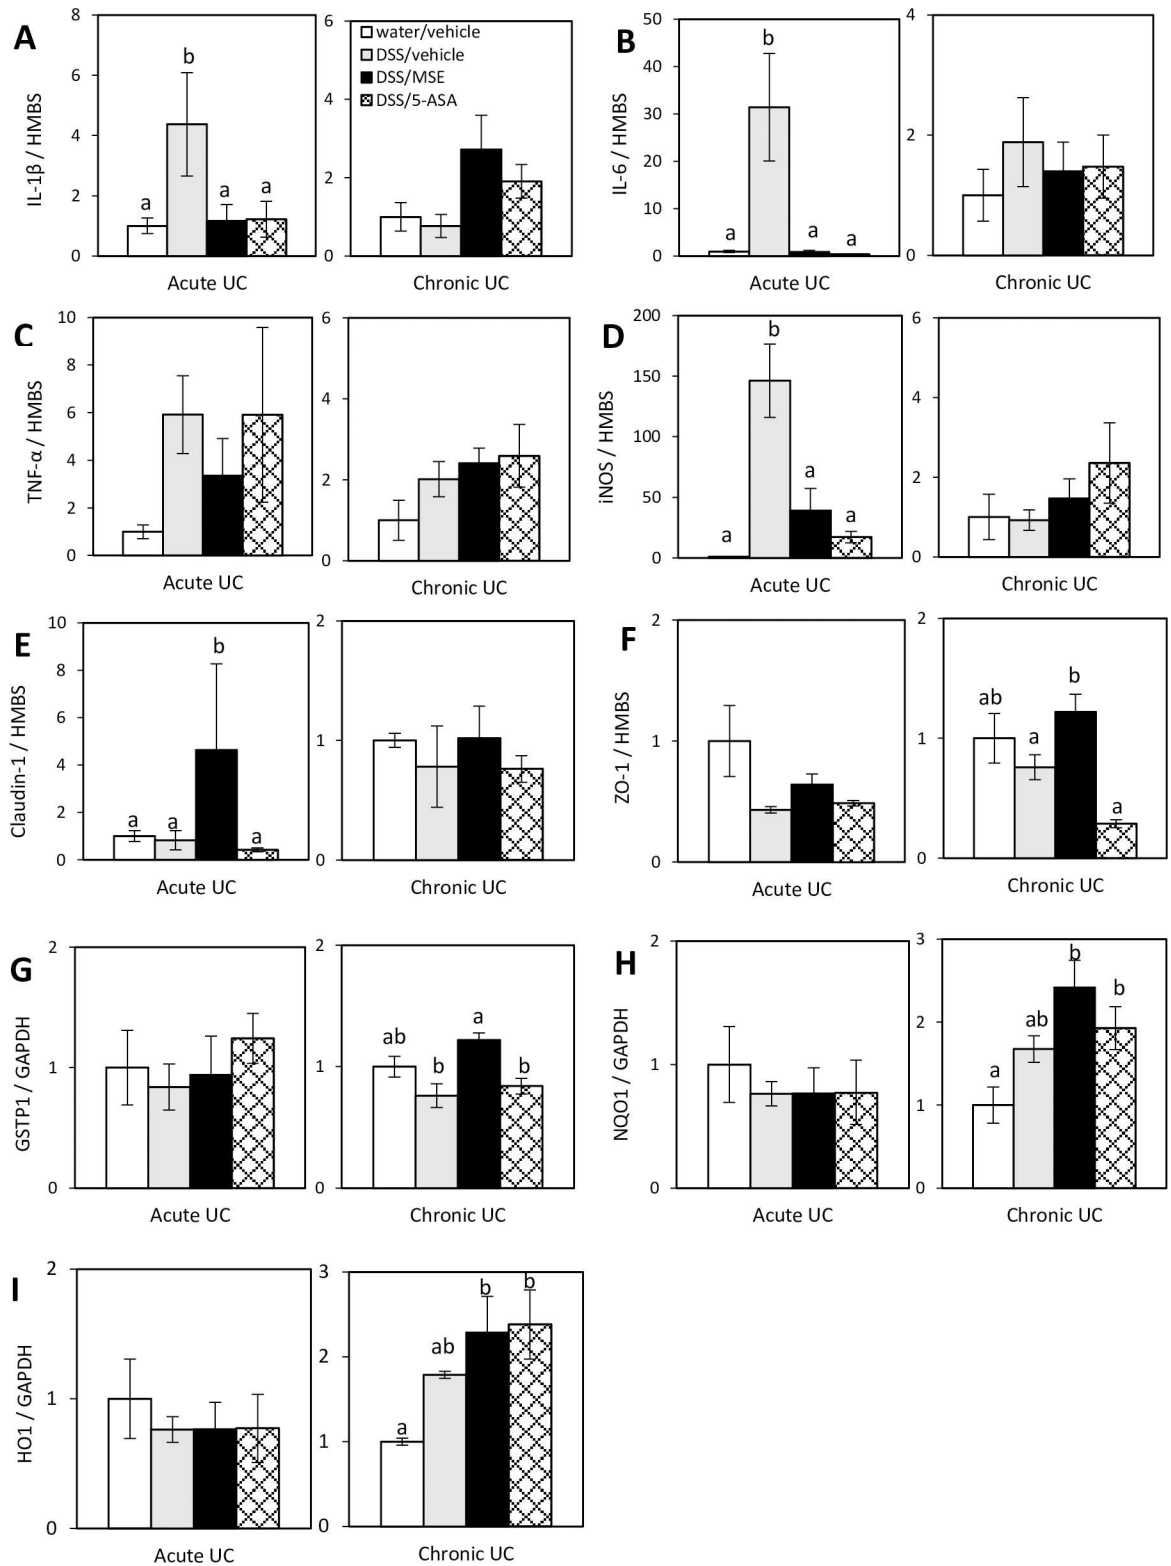 A
IL-1β / HMBS
8
6
4
2
0
a
b
a
a
Acute UC
6
4
2
0
water/vehicle
DSS/vehicle
DSS/MSE
DSS/5-ASA
Chronic UC
B
IL-6 / HMBS
50
40
30
20
10
0
a
b
a
a
Acute UC
4
2
0
Chronic UC
C
TNF-α / HMBS
10
8
6
4
2
0
Acute UC
6
4
2
0
Chronic UC
D
iNOS / HMBS
200
150
100
50
0
a
b
a
a
Acute UC
6
4
2
0
Chronic UC
E
Claudin-1 / HMBS
10
8
6
4
2
0
a
a
b
a
Acute UC
2
1
0
Chronic UC
F
ZO-1 / HMBS
2
1
0
Acute UC
2
1
0
ab
a
b
a
Chronic UC
G
GSTP1 / GAPDH
2
1
0
Acute UC
2
1
0
ab
b
a
b
Chronic UC
H
NQO1 / GAPDH
2
1
0
Acute UC
3
2
1
0
a
ab
b
b
Chronic UC
I
HO1 / GAPDH
2
1
0
Acute UC
3
2
1
0
a
ab
b
b
Chronic UC